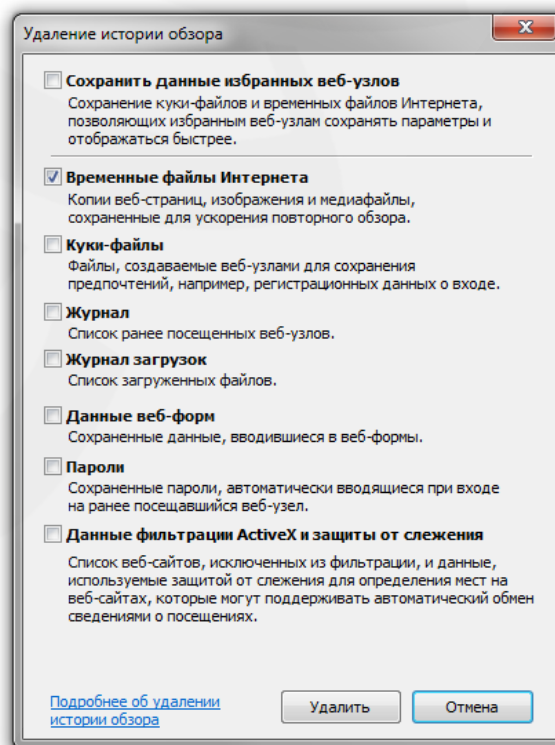 Удаление истории обзора
Сохранить данные избранных веб-узлов
Сохранение куки-файлов и временных файлов Интернета,
позволяющих избранным веб-узлам сохранять параметры и
отображаться быстрее.
Временные файлы Интернета
Копии веб-страниц, изображения и медиафайлы,
сохраненные для ускорения повторного обзора.
Куки-файлы
Файлы, создаваемые веб-узлами для сохранения
предпочтений, например, регистрационных данных о входе.
Журнал
Список ранее посещенных веб-узлов.
Журнал загрузок
Список загруженных файлов.
Данные веб-форм
Сохраненные данные, вводившиеся в веб-формы.
Пароли
Сохраненные пароли, автоматически вводящиеся при входе
на ранее посещавшийся веб-узел.
Данные фильтрации ActiveX и защиты от слежения
Список веб-сайтов, исключенных из фильтрации, и данные,
используемые защитой от слежения для определения мест на
веб-сайтах, которые могут поддерживать автоматический обмен
сведениями о посещениях.
Подробнее об удалении
истории обзора
Удалить
Отмена